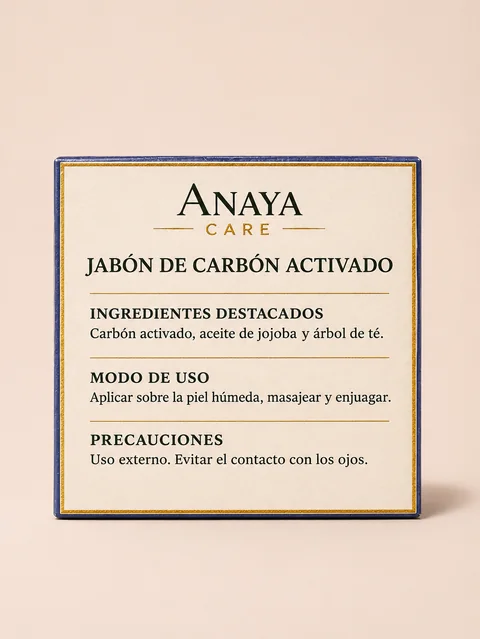 ANAYA
CARE
JABÓN DE CARBÓN ACTIVADO
INGREDIENTES DESTACADOS
Carbón activado, aceite de jojoba y árbol de té.
MODO DE USO
Aplicar sobre la piel húmeda, masajear y enjuagar.
PRECAUCIONES
Uso externo. Evitar el contacto con los ojos.